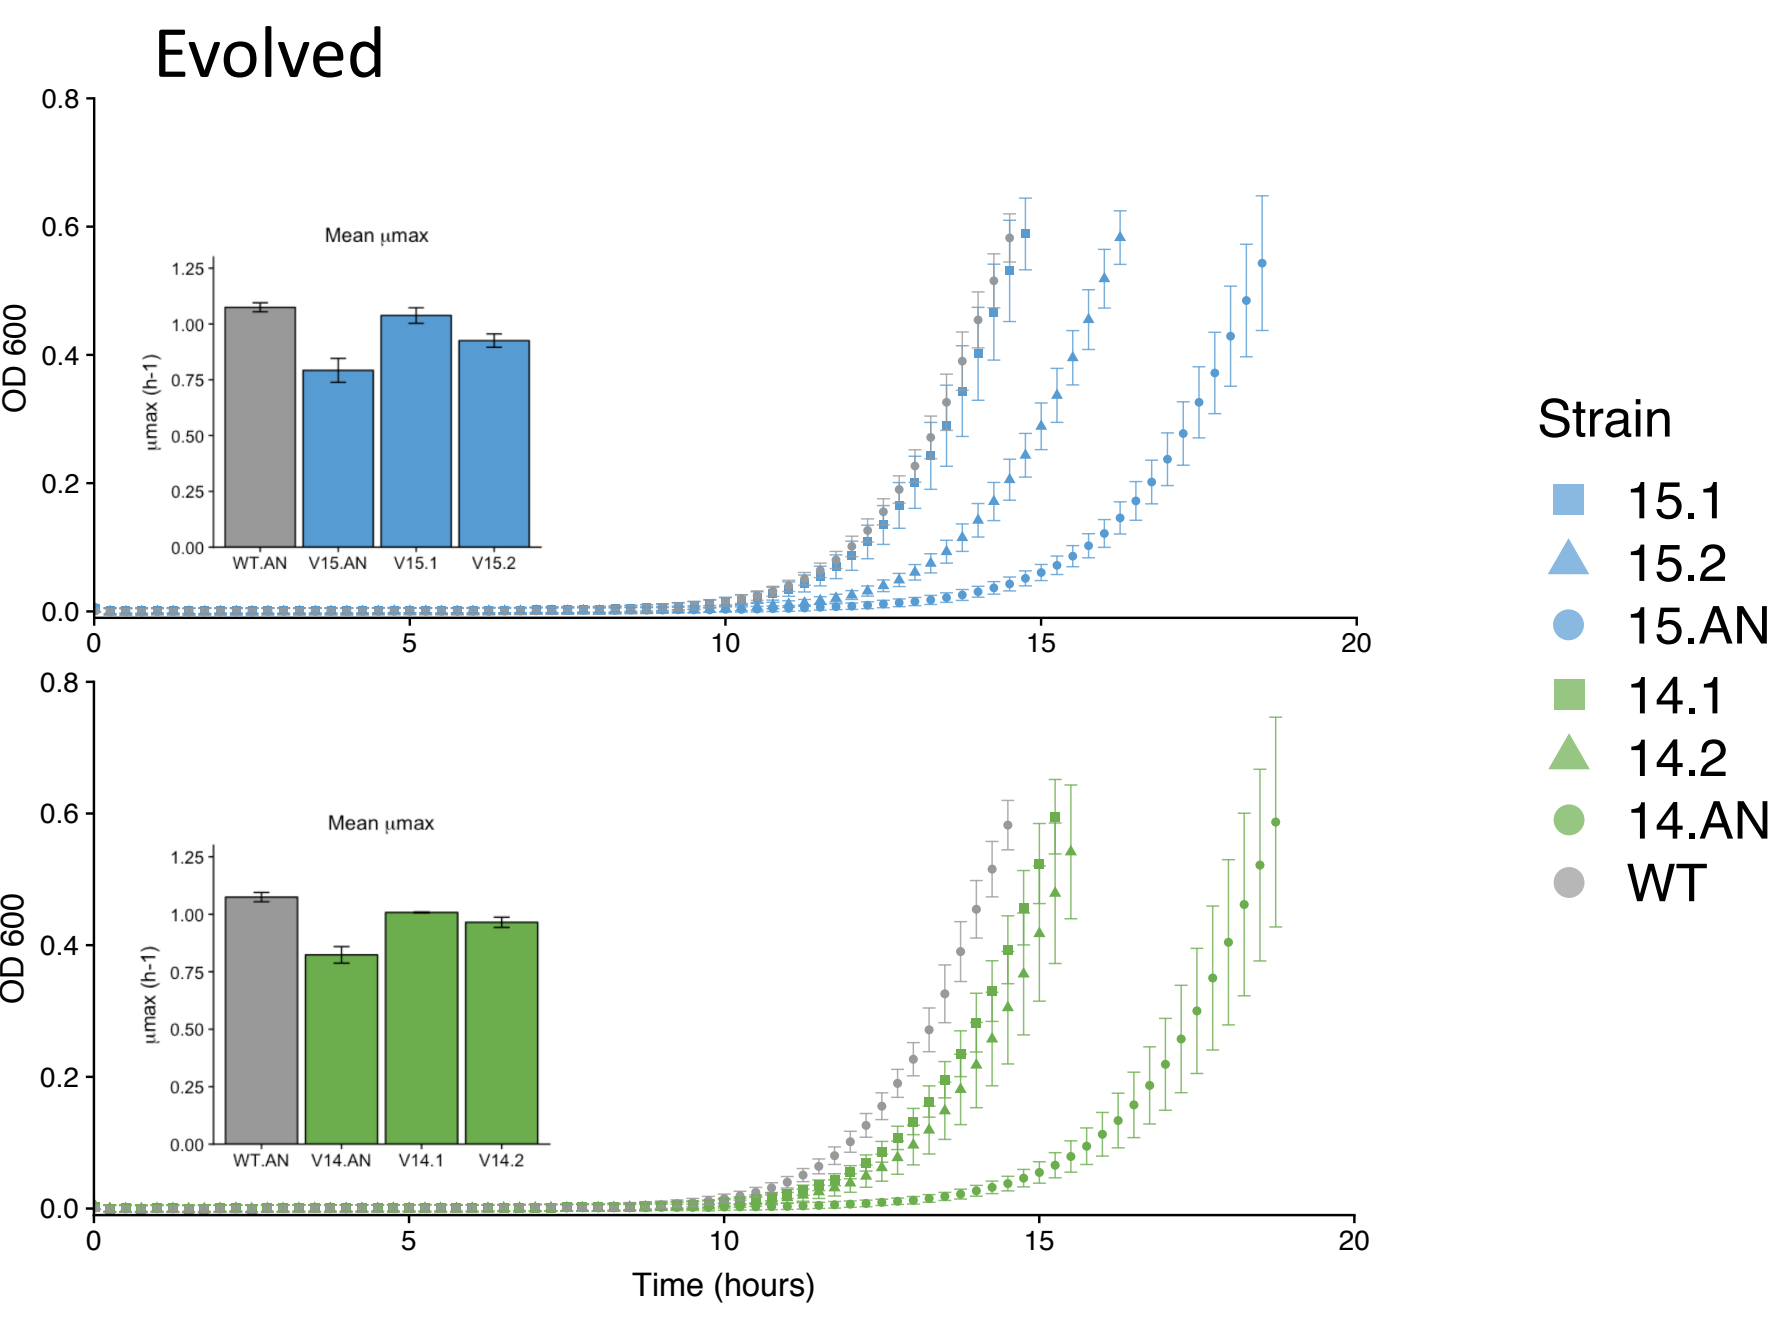 Evolved
0.8
0.6
0.4
0.2
0.0
OD 600
0 5 10 15 20
Mean μmax
1.25
1.00
0.75
0.50
0.25
0.00
μmax (h-1)
WT.AN V15.AN V15.1 V15.2
0.8
0.6
0.4
0.2
0.0
OD 600
0 5 10 15 20
Time (hours)
Mean μmax
1.25
1.00
0.75
0.50
0.25
0.00
μmax (h-1)
WT.AN V14.AN V14.1 V14.2
Strain
15.1
15.2
15.AN
14.1
14.2
14.AN
WT